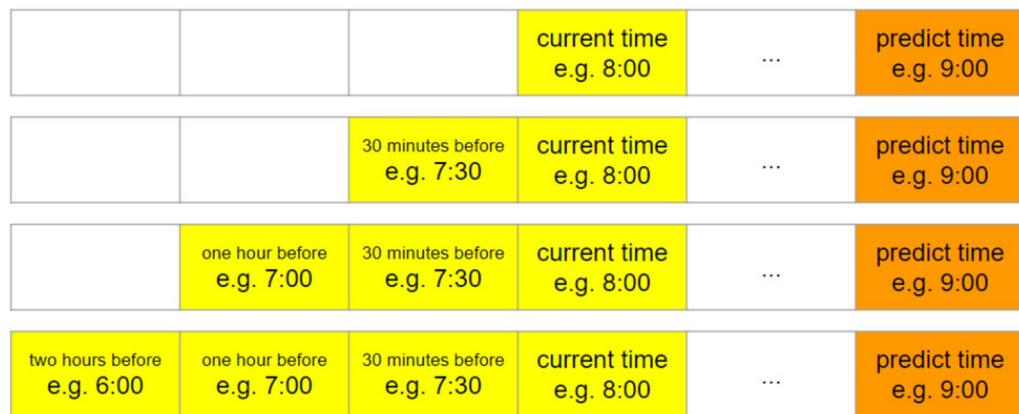 current time
e.g. 8:00
...
predict time
e.g. 9:00
30 minutes before
e.g. 7:30
current time
e.g. 8:00
...
predict time
e.g. 9:00
one hour before
e.g. 7:00
30 minutes before
e.g. 7:30
current time
e.g. 8:00
...
predict time
e.g. 9:00
two hours before
e.g. 6:00
one hour before
e.g. 7:00
30 minutes before
e.g. 7:30
current time
e.g. 8:00
...
predict time
e.g. 9:00